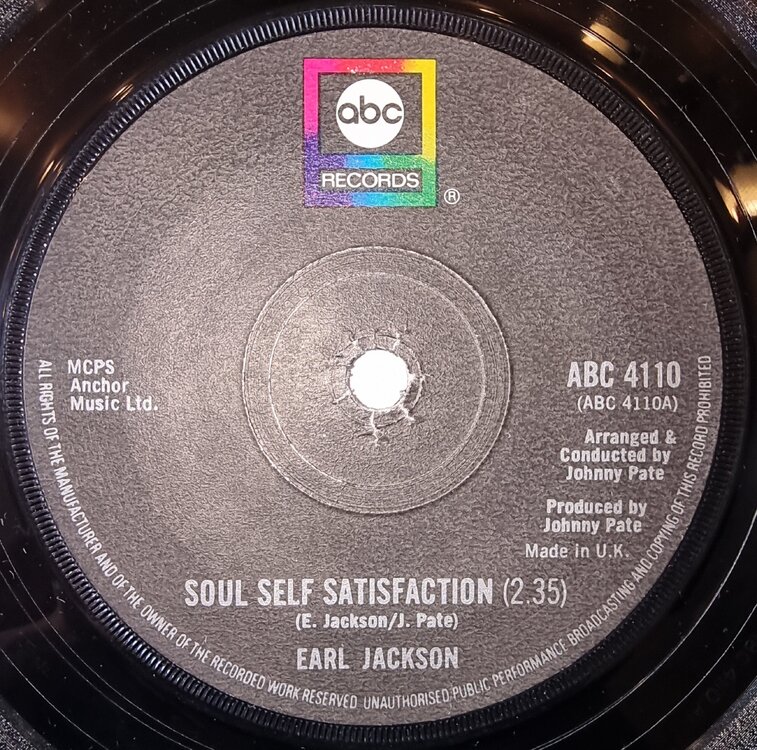 abc
RECORDS
®
MCPS
Anchor
Music Ltd.
ABC 4110
(ABC 4110A)
Arranged &
Conducted by
Johnny Pate
Produced by
Johnny Pate
Made in U.K.
SOUL SELF SATISFACTION (2.35)
(E. Jackson/J. Pate)
EARL JACKSON
ALL RIGHTS OF THE MANUFACTURER AND OF THE OWNER OF THE RECORDED WORK RESERVED UNAUTHORISED PUBLIC PERFORMANCE BROADCASTING AND COPYING OF THIS RECORD PROHIBITED